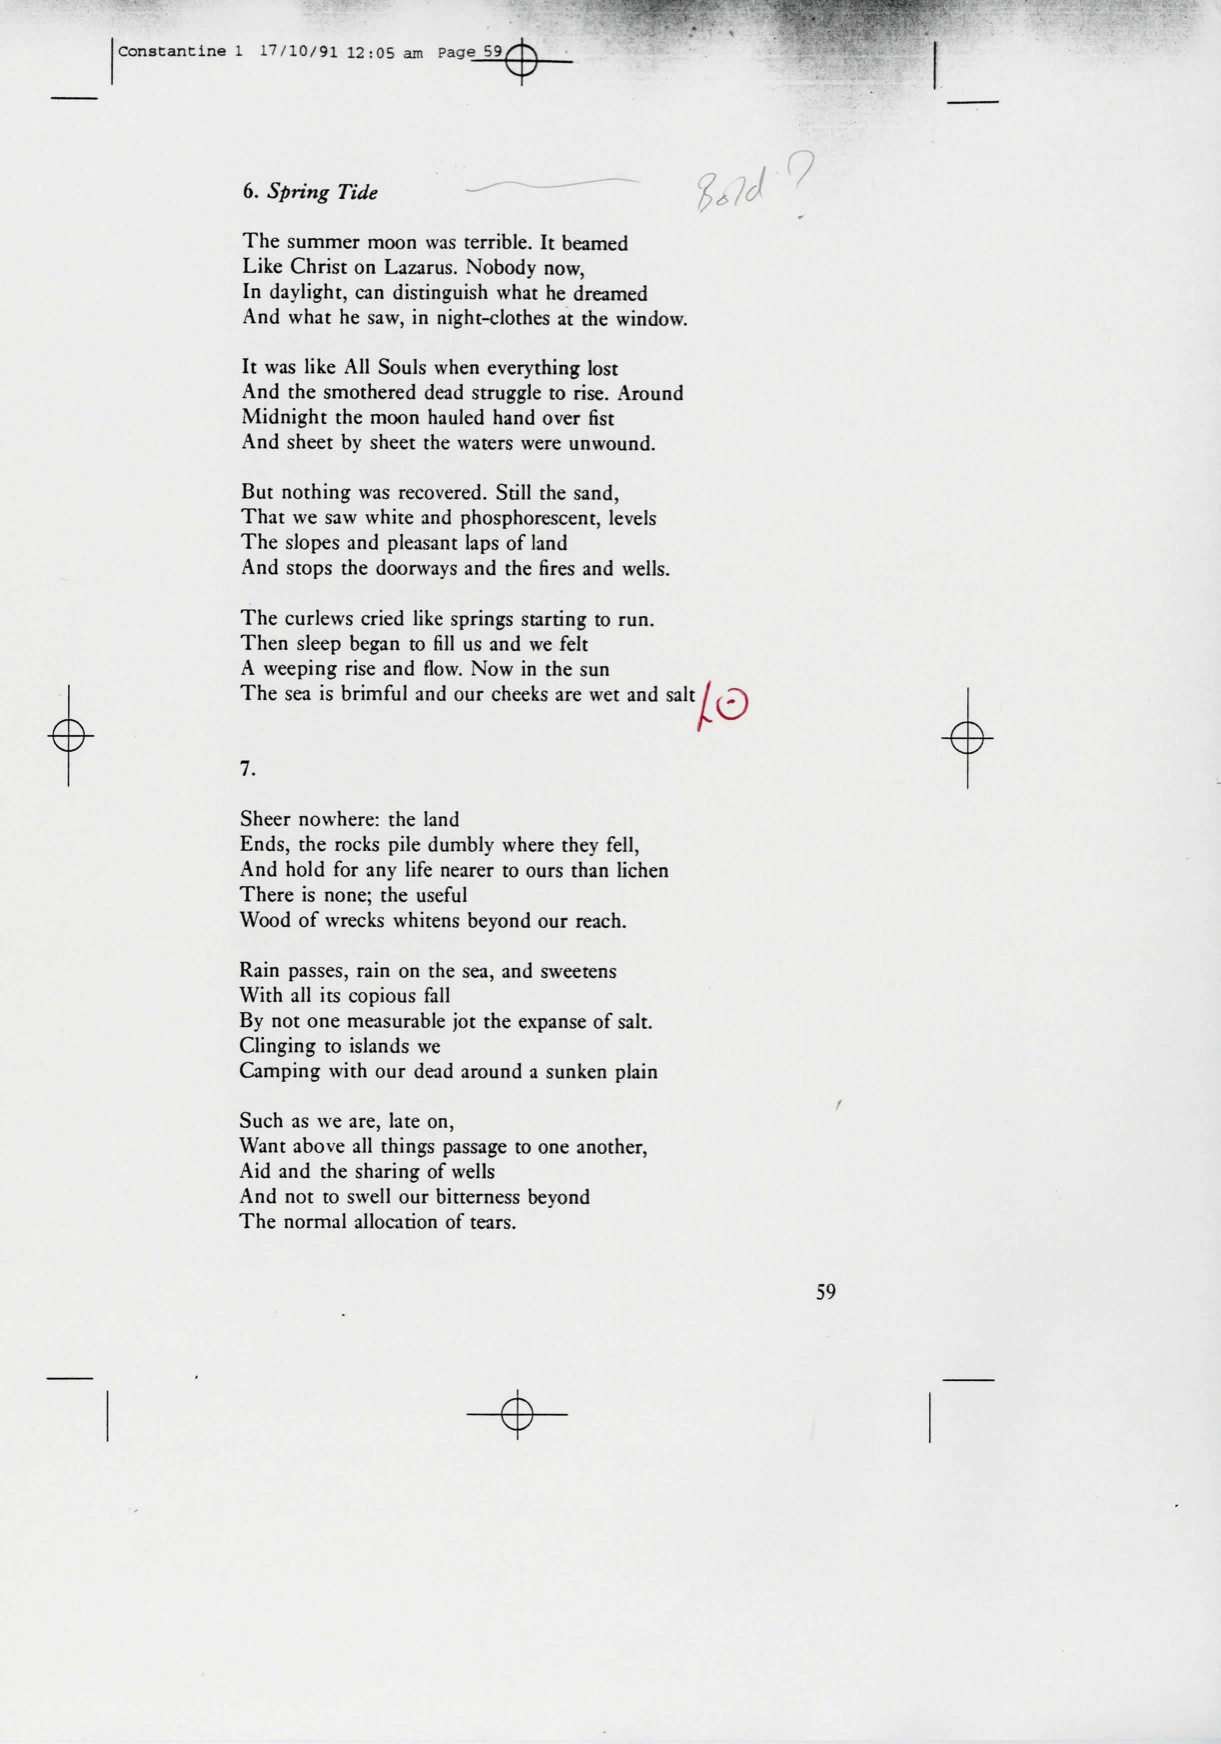 Constantine 1 17/10/91 12:05 am Page 59
6. Spring Tide
Bold?
The summer moon was terrible. It beamed
Like Christ on Lazarus. Nobody now,
In daylight, can distinguish what he dreamed
And what he saw, in night-clothes at the window.
It was like All Souls when everything lost
And the smothered dead struggle to rise. Around
Midnight the moon hauled hand over fist
And sheet by sheet the waters were unwound.
But nothing was recovered. Still the sand,
That we saw white and phosphorescent, levels
The slopes and pleasant laps of land
And stops the doorways and the fires and wells.
The curlews cried like springs starting to run.
Then sleep began to fill us and we felt
A weeping rise and flow. Now in the sun
The sea is brimful and our cheeks are wet and salt
7.
Sheer nowhere: the land
Ends, the rocks pile dumbly where they fell,
And hold for any life nearer to ours than lichen
There is none; the useful
Wood of wrecks whitens beyond our reach.
Rain passes, rain on the sea, and sweetens
With all its copious fall
By not one measurable jot the expanse of salt.
Clinging to islands we
Camping with our dead around a sunken plain
Such as we are, late on,
Want above all things passage to one another,
Aid and the sharing of wells
And not to swell our bitterness beyond
The normal allocation of tears.
59